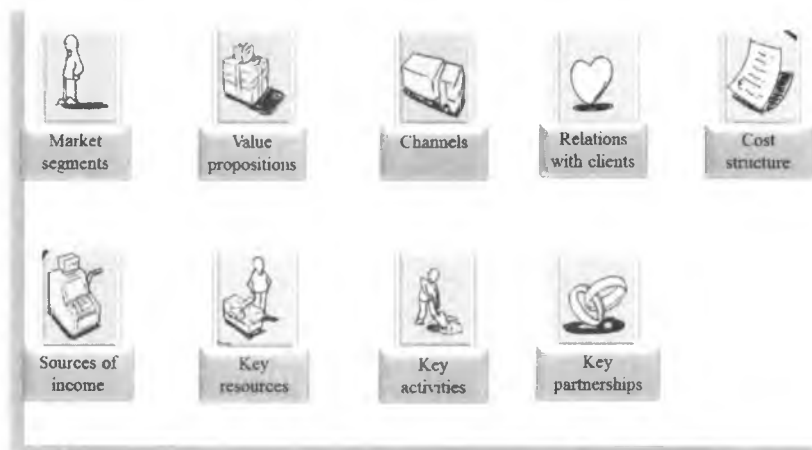 Market
segments
Value
propositions
Channels
Relations
with clients
Cost
structure
Sources of
income
Key
resources
Key
activities
Key
partnerships